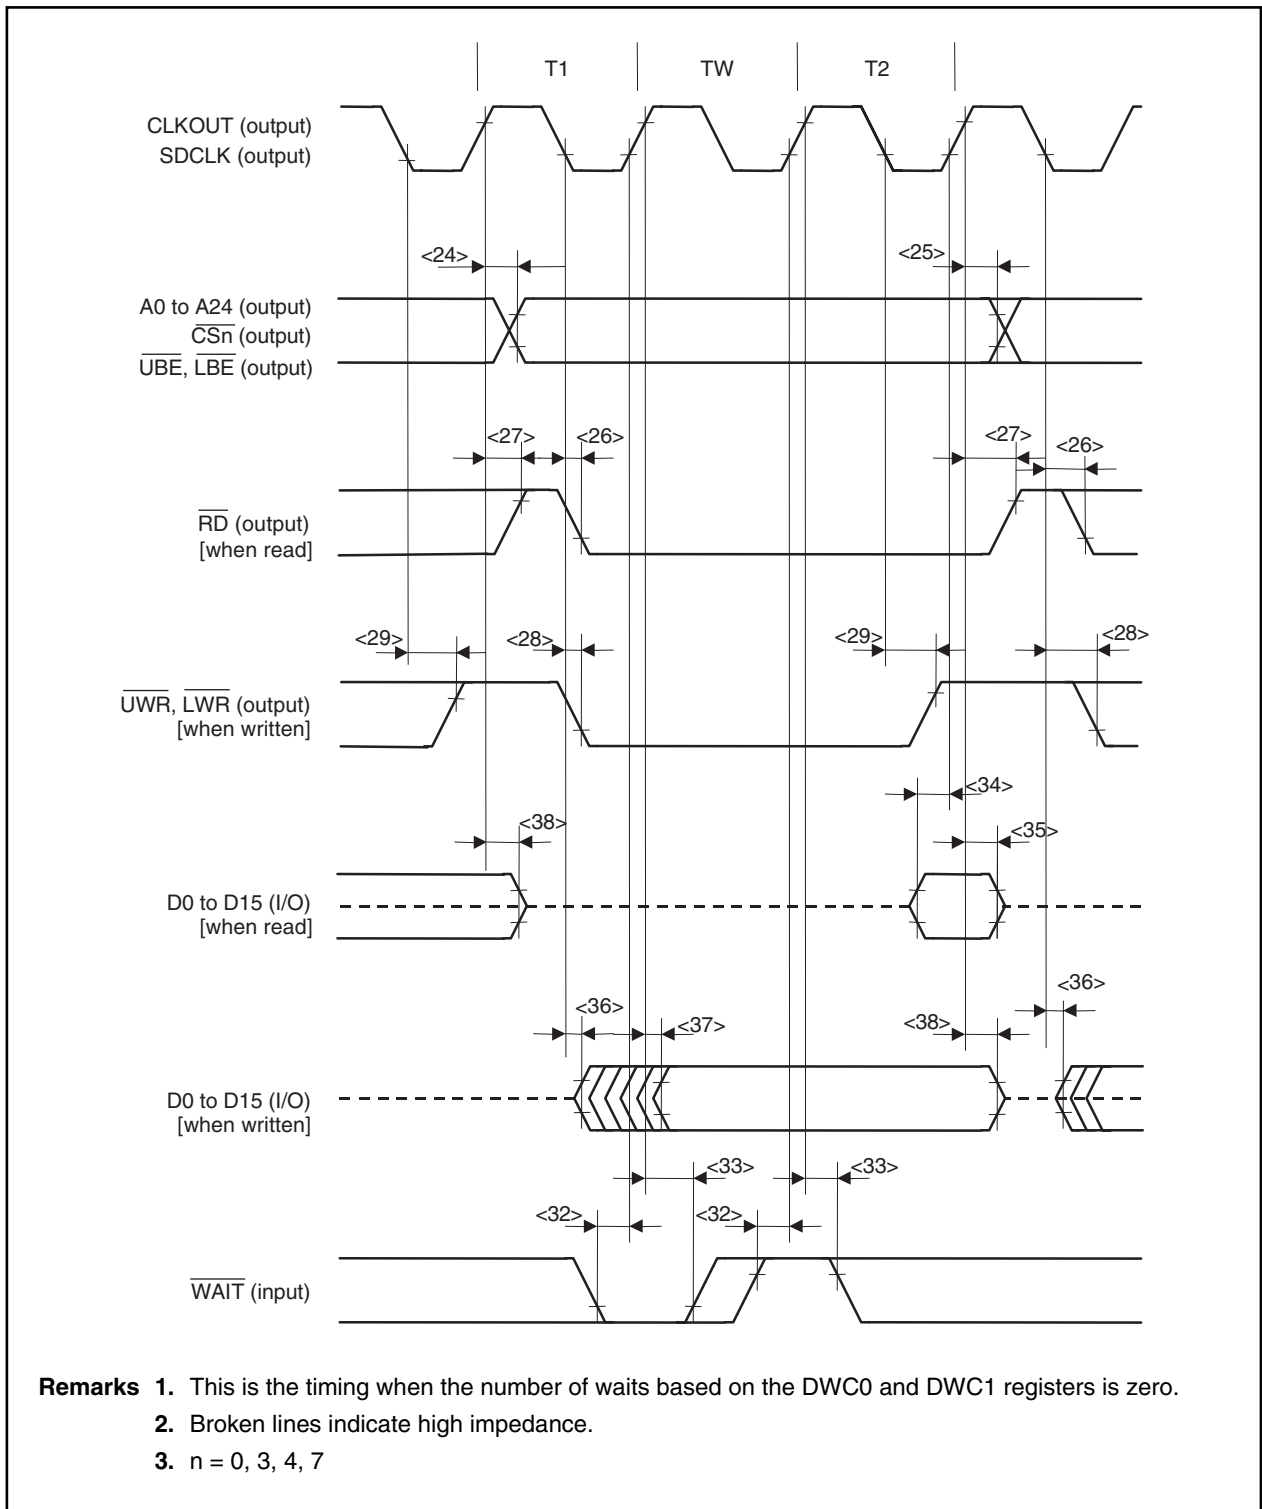 T1 TW T2
CLKOUT (output)
SDCLK (output)
<24> <25>
A0 to A24 (output)
CSn (output)
UBE, LBE (output)
<27> <26> <27> <26>
RD (output)
[when read]
<29> <28> <29> <28>
UWR, LWR (output)
[when written]
<34>
<38> <35>
D0 to D15 (I/O)
[when read]
<36> <37> <38> <36>
D0 to D15 (I/O)
[when written]
<33> <33>
<32> <32>
WAIT (input)
Remarks 1. This is the timing when the number of waits based on the DWC0 and DWC1 registers is zero.
2. Broken lines indicate high impedance.
3. n = 0, 3, 4, 7